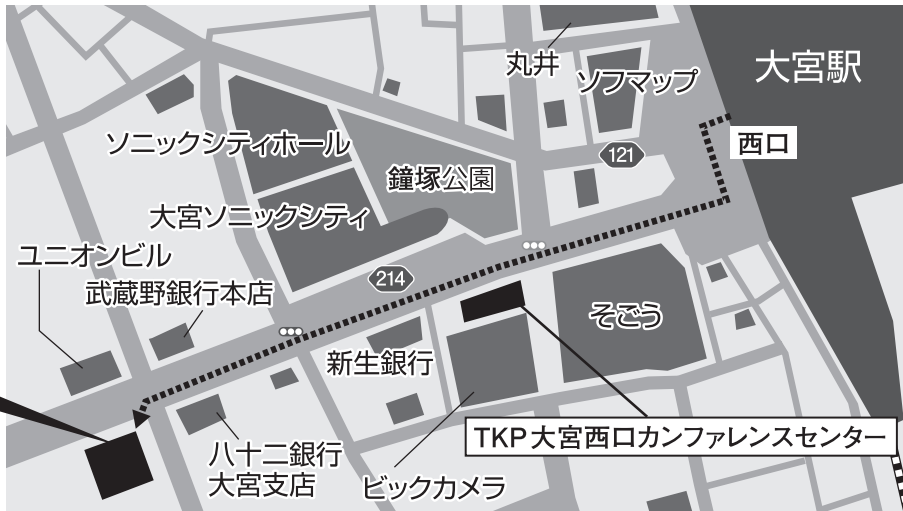 丸井
ソフマップ
大宮駅
西口
121
ソニックシティホール
鐘塚公園
大宮ソニックシティ
ユニオンビル
武蔵野銀行本店
214
そごう
新生銀行
TKP大宮西口カンファレンスセンター
八十二銀行
大宮支店
ビックカメラ